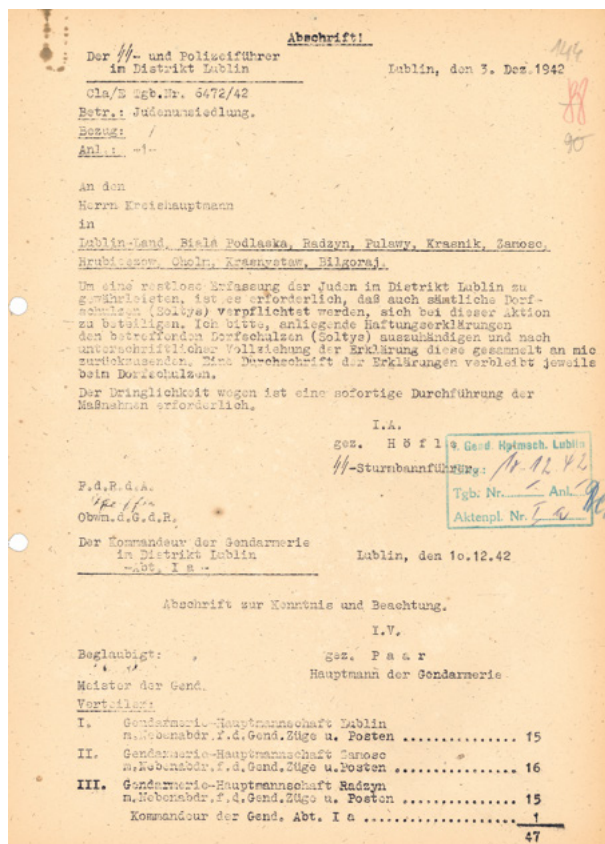 Abschrift!
Der SS- und Polizeiführer
im Distrikt Lublin
Lublin, den 3. Dez. 1942
144
Cla/E Tgb.Nr. 6472/42
Betr.: Judenumsiedlung.
Bezug: /
90
Anl.: -1-
An den
Herrn Kreishauptmann
in
Lublin-Land, Biala Podlaska, Radzyn, Pulawy, Krasnik, Zamosc,
Hrubieszow, Cholm, Krasnystaw, Bilgoraj.
Um eine restlose Erfassung der Juden im Distrikt Lublin zu
gewährleisten, ist es erforderlich, daß auch sämtliche Dorf-
schulzen (Soltys) verpflichtet werden, sich bei dieser Aktion
zu beteiligen. Ich bitte, anliegende Haftungserklärungen
den betreffenden Dorfschulzen (Soltys) auszuhändigen und nach
unterschriftlicher Vollziehung der Erklärung diese gesammelt an mic
zurückzusenden. Eine Durchschrift der Erklärungen verbleibt jeweils
beim Dorfschulzen.
Der Dringlichkeit wegen ist eine sofortige Durchführung der
Maßnahmen erforderlich.
I.A.
gez. H ö f l e
SS-Sturmbannführer
Gend. Hptmsch. Lublin
10.12.42
Tgb. Nr. Anl.
Aktenpl. Nr. I a
F.d.R.d.A.
Obwm.d.G.d.R.
Der Kommandeur der Gendarmerie
im Distrikt Lublin
-Abt. I a -
Lublin, den 10.12.42
Abschrift zur Kenntnis und Beachtung.
I.V.
Beglaubigt:
gez. P a a r
Hauptmann der Gendarmerie
Meister der Gend.
Verteiler:
I. Gendarmerie-Hauptmannschaft Lublin
m.Nebenabdr.f.d.Gend.Züge u. Posten ............... 15
II. Gendarmerie-Hauptmannschaft Zamosc
m.Nebenabdr.f.d.Gend.Züge u.Posten ................ 16
III. Gendarmerie-Hauptmannschaft Radzyn
m.Nebenabdr.f.d.Gend.Züge u. Posten ............... 15
Kommandeur der Gend. Abt. I a .................... 1
47